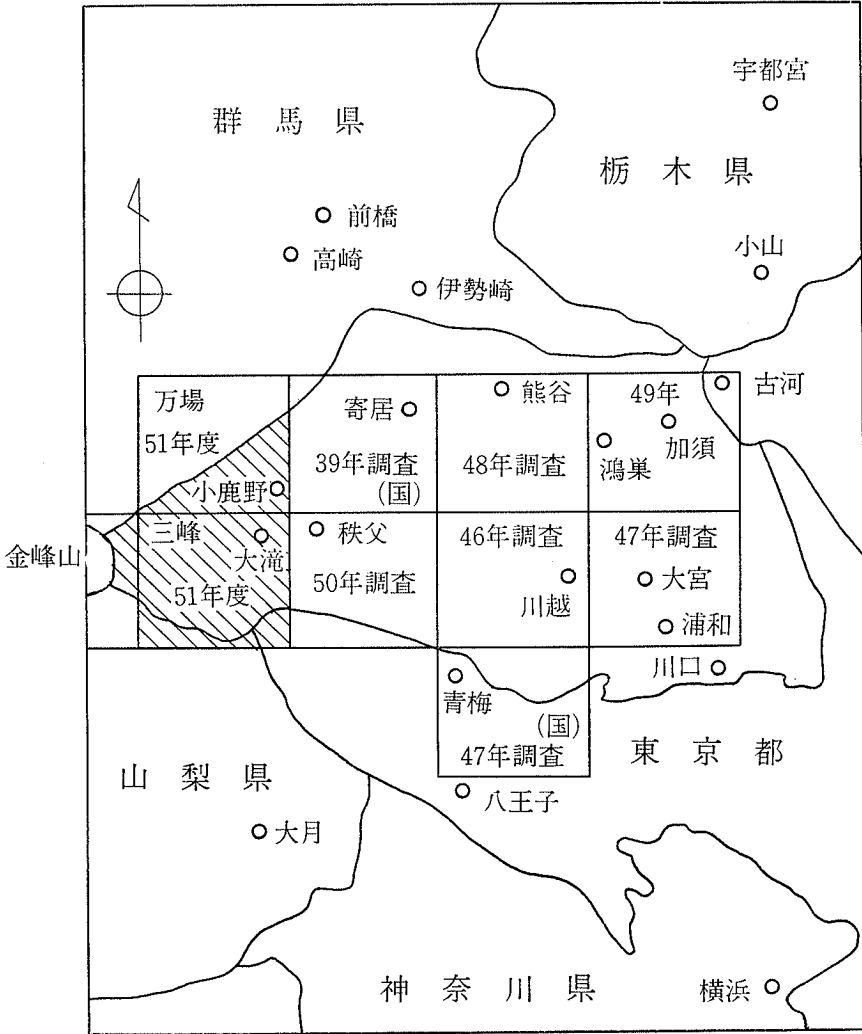 宇都宮
群馬県
栃木県
前橋
小山
高崎
伊勢崎
古河
万場
51年度
寄居
39年調査
(国)
熊谷
48年調査
49年
加須
鴻巣
小鹿野
金峰山
三峰
大滝
51年度
秩父
50年調査
46年調査
川越
47年調査
大宮
浦和
川口
青梅
(国)
47年調査
東京都
山梨県
八王子
大月
神奈川県
横浜